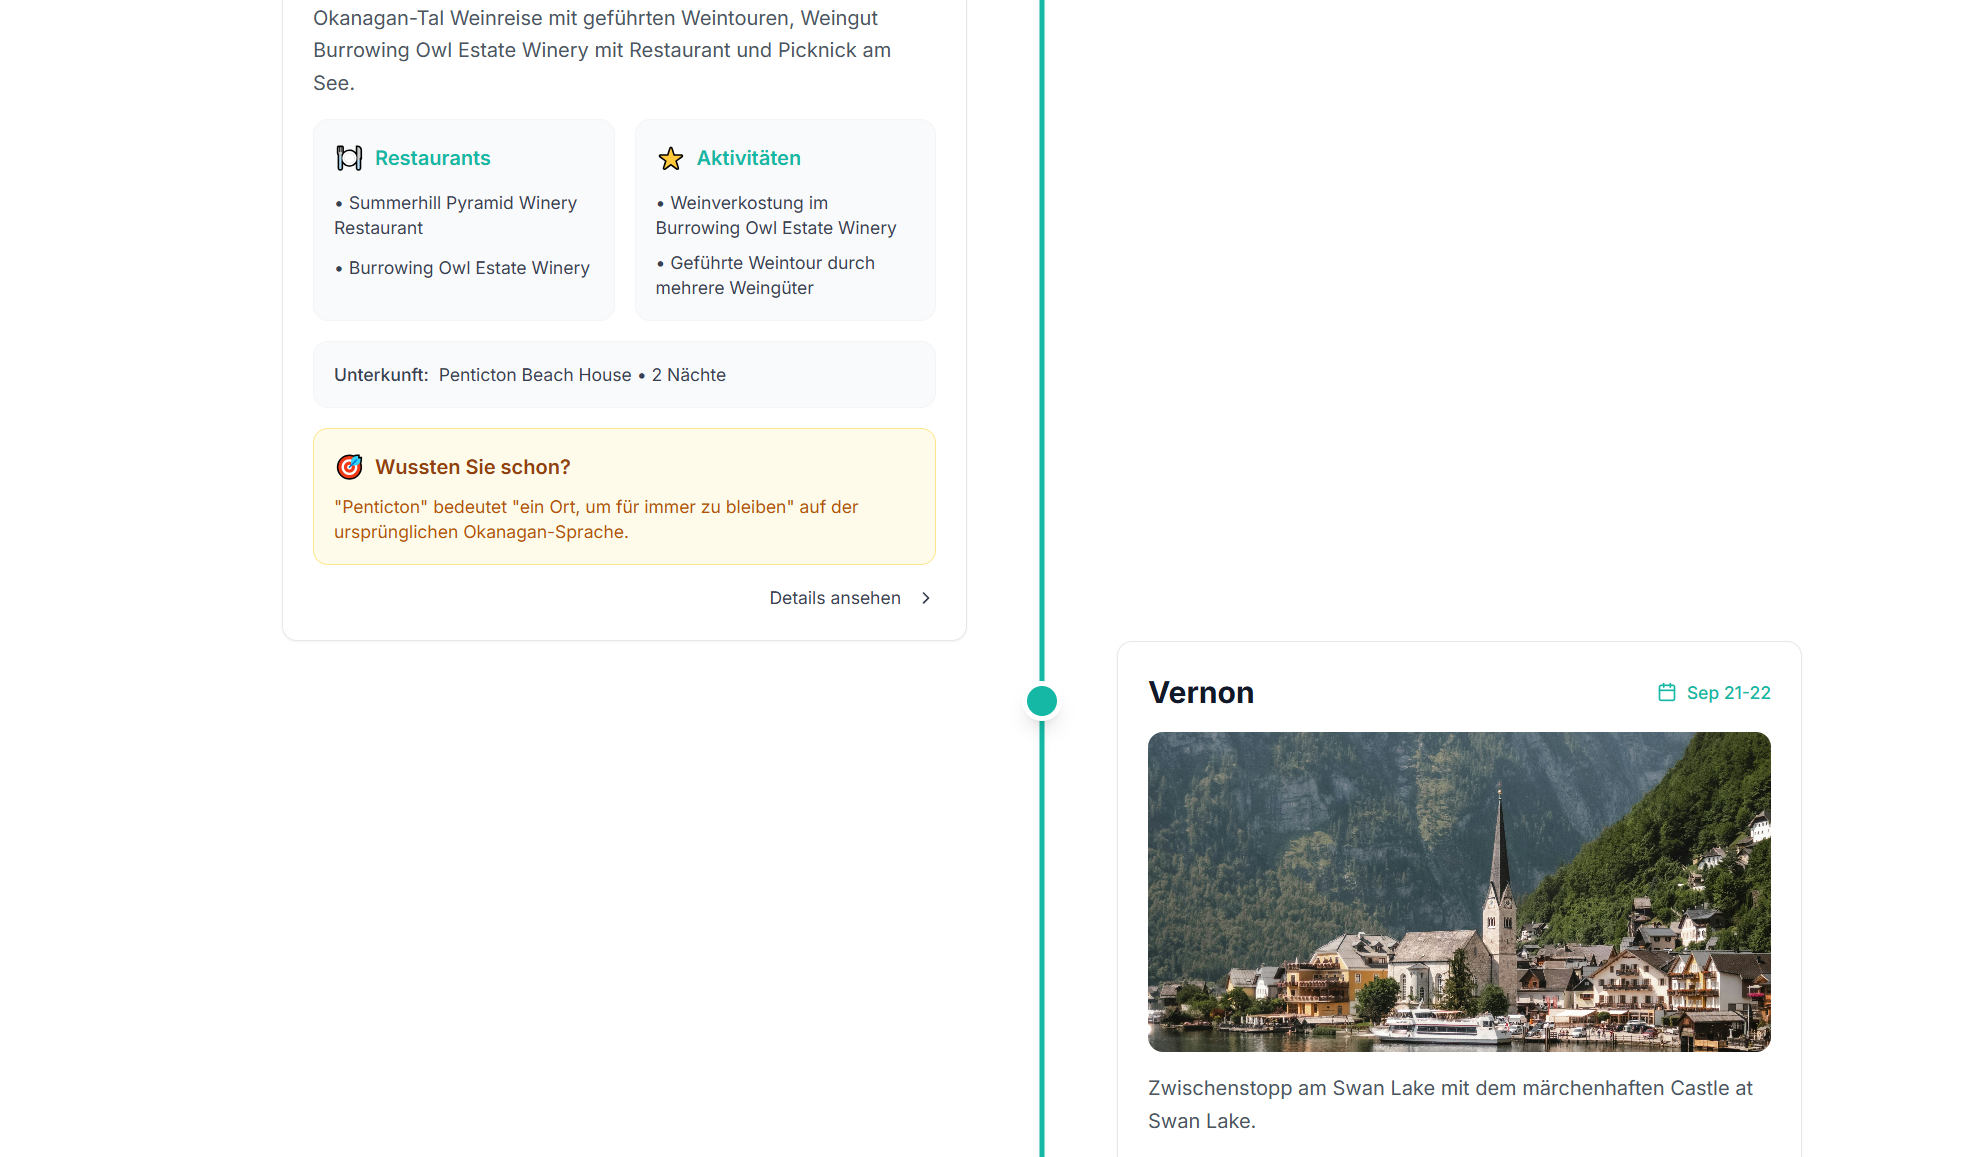 Okanagan-Tal Weinreise mit geführten Weintouren, Weingut
Burrowing Owl Estate Winery mit Restaurant und Picknick am
See.
Restaurants
• Summerhill Pyramid Winery
Restaurant
• Burrowing Owl Estate Winery
Aktivitäten
• Weinverkostung im
Burrowing Owl Estate Winery
• Geführte Weintour durch
mehrere Weingüter
Unterkunft: Penticton Beach House • 2 Nächte
Wussten Sie schon?
"Penticton" bedeutet "ein Ort, um für immer zu bleiben" auf der
ursprünglichen Okanagan-Sprache.
Details ansehen
Vernon
Sep 21-22
Zwischenstopp am Swan Lake mit dem märchenhaften Castle at
Swan Lake.